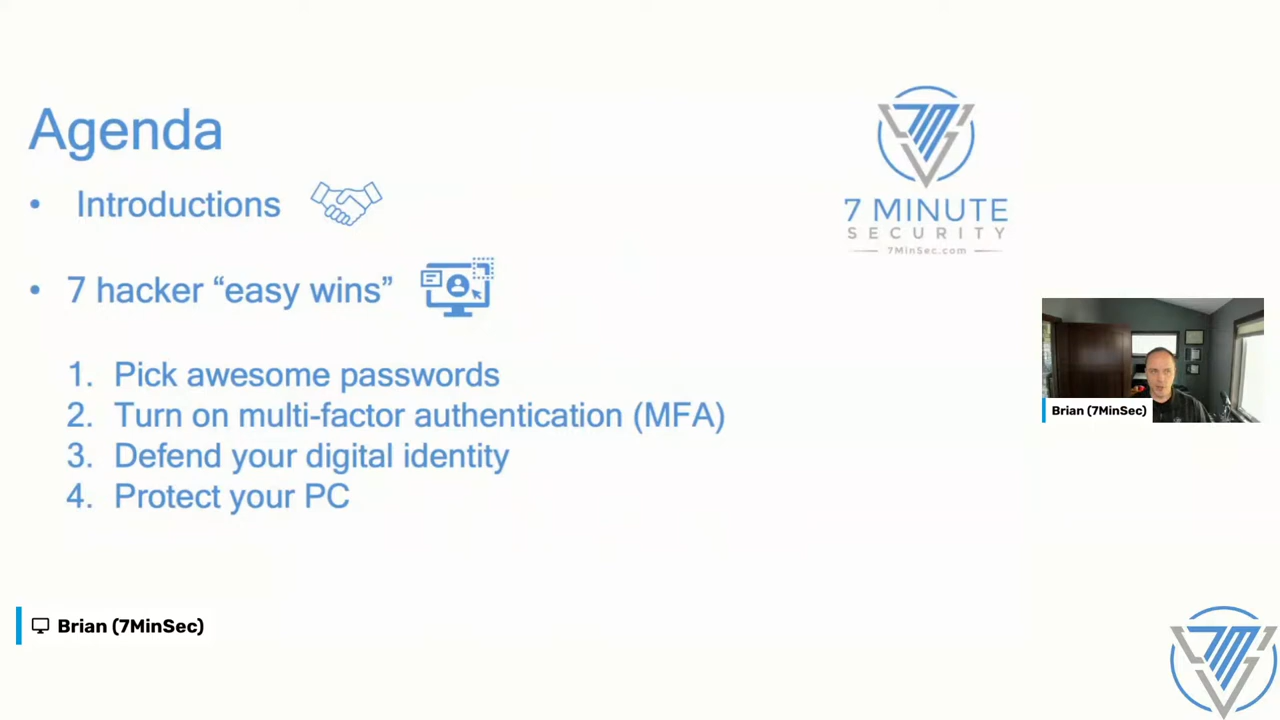 Agenda
• Introductions
• 7 hacker “easy wins”
1. Pick awesome passwords
2. Turn on multi-factor authentication (MFA)
3. Defend your digital identity
4. Protect your PC
7 MINUTE
SECURITY
7MinSec.com
Brian (7MinSec)
Brian (7MinSec)